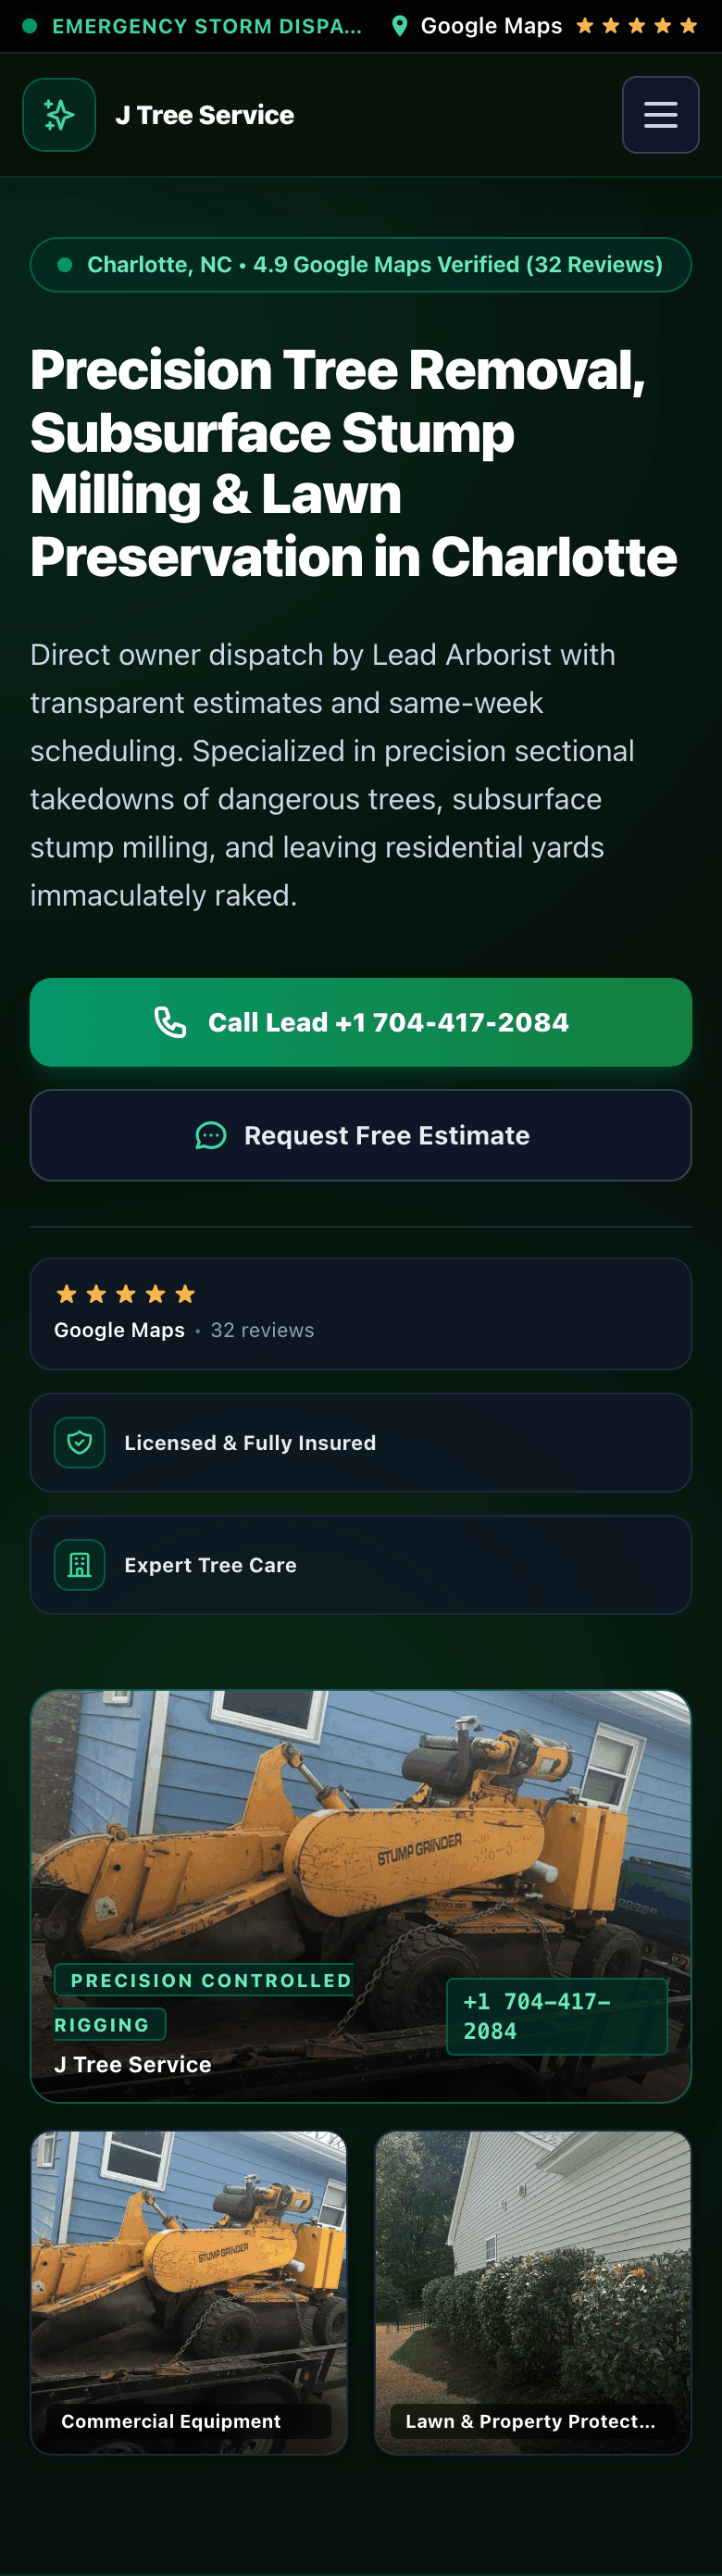 EMERGENCY STORM DISPA...
Google Maps
J Tree Service
Charlotte, NC • 4.9 Google Maps Verified (32 Reviews)
Precision Tree Removal,
Subsurface Stump
Milling & Lawn
Preservation in Charlotte
Direct owner dispatch by Lead Arborist with
transparent estimates and same-week
scheduling. Specialized in precision sectional
takedowns of dangerous trees, subsurface
stump milling, and leaving residential yards
immaculately raked.
Call Lead +1 704-417-2084
Request Free Estimate
Google Maps • 32 reviews
Licensed & Fully Insured
Expert Tree Care
STUMP GRINDER
PRECISION CONTROLLED
RIGGING
J Tree Service
+1 704-417-
2084
STUMP GRINDER
Commercial Equipment
Lawn & Property Protect...